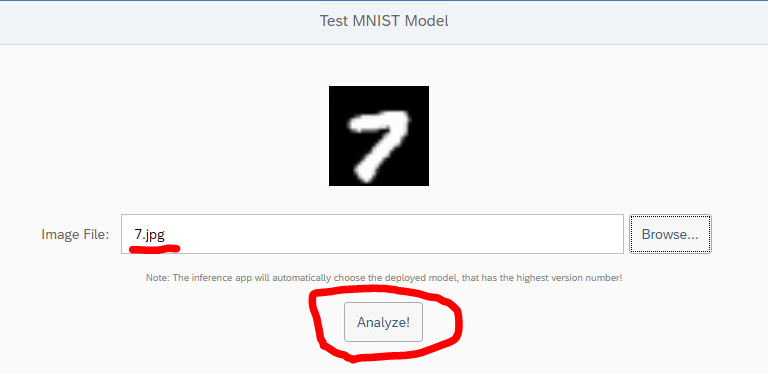 Test MNIST Model
7
Image File: 7.jpg Browse...
Note: The inference app will automatically choose the deployed model, that has the highest version number!
Analyze!